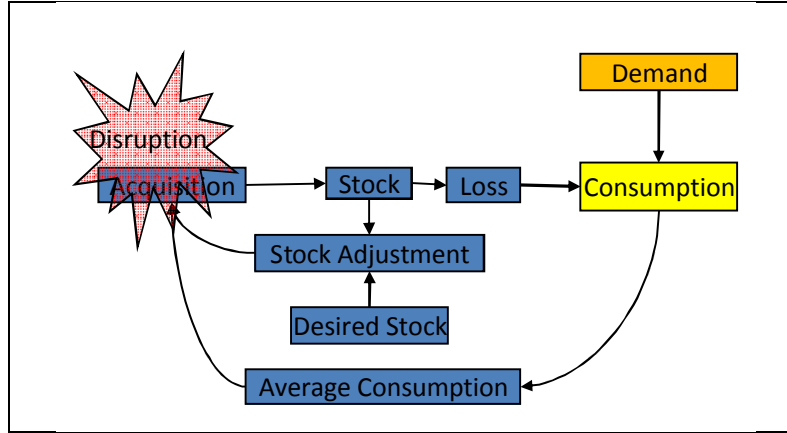 Demand
Disruption
Acquisition
Stock
Loss
Consumption
Stock Adjustment
Desired Stock
Average Consumption